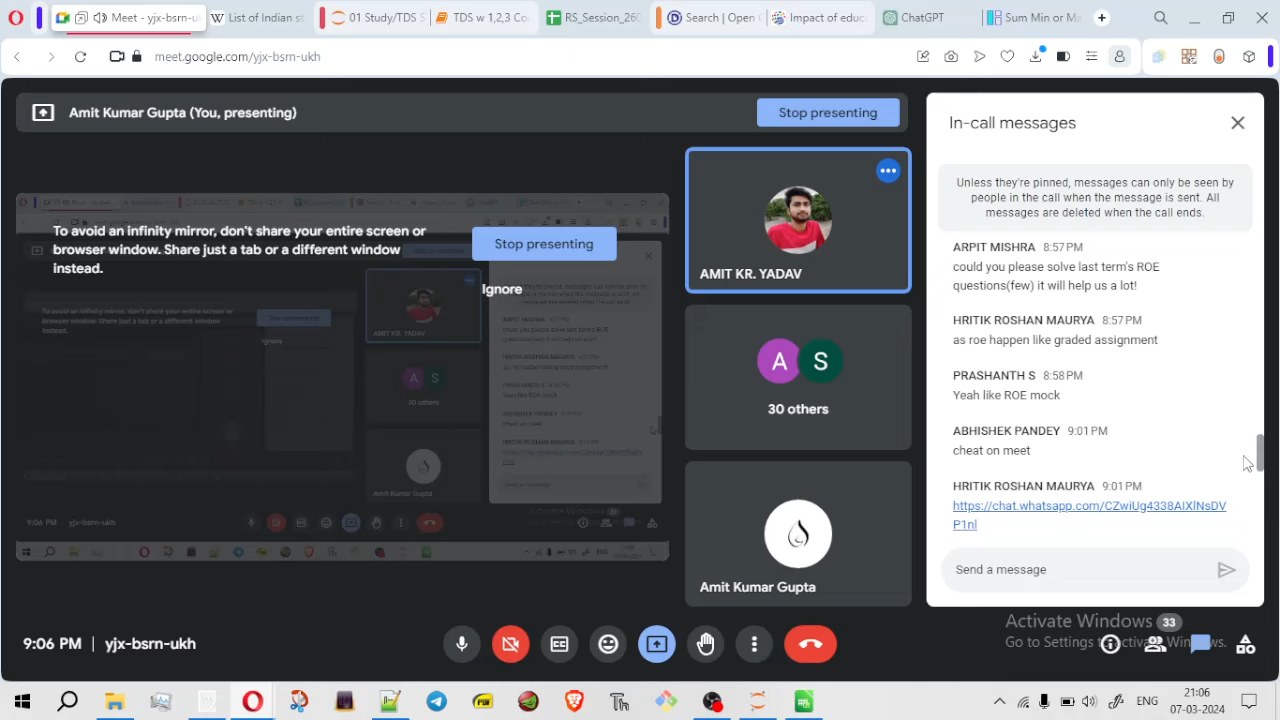 Meet - yjx-bsrn-ukh
List of Indian st
01 Study/TDS S
TDS w 1,2,3 Co
RS_Session_260
Search | Open G
Impact of educ
ChatGPT
Sum Min or Ma
meet.google.com/yjx-bsrn-ukh
Amit Kumar Gupta (You, presenting)
Stop presenting
In-call messages
Unless they're pinned, messages can only be seen by
people in the call when the message is sent. All
messages are deleted when the call ends.
To avoid an infinity mirror, don't share your entire screen or
browser window. Share just a tab or a different window
instead.
Stop presenting
Ignore
AMIT KR. YADAV
A S
30 others
Amit Kumar Gupta
ARPIT MISHRA 8:57 PM
could you please solve last term's ROE
questions(few) it will help us a lot!
HRITIK ROSHAN MAURYA 8:57 PM
as roe happen like graded assignment
PRASHANTH S 8:58 PM
Yeah like ROE mock
ABHISHEK PANDEY 9:01 PM
cheat on meet
HRITIK ROSHAN MAURYA 9:01 PM
https://chat.whatsapp.com/CZwiUg4338AIXlNsDV
P1nl
Send a message
9:06 PM | yjx-bsrn-ukh
Activate Windows
33
Go to Settings
ENG
21:06
07-03-2024